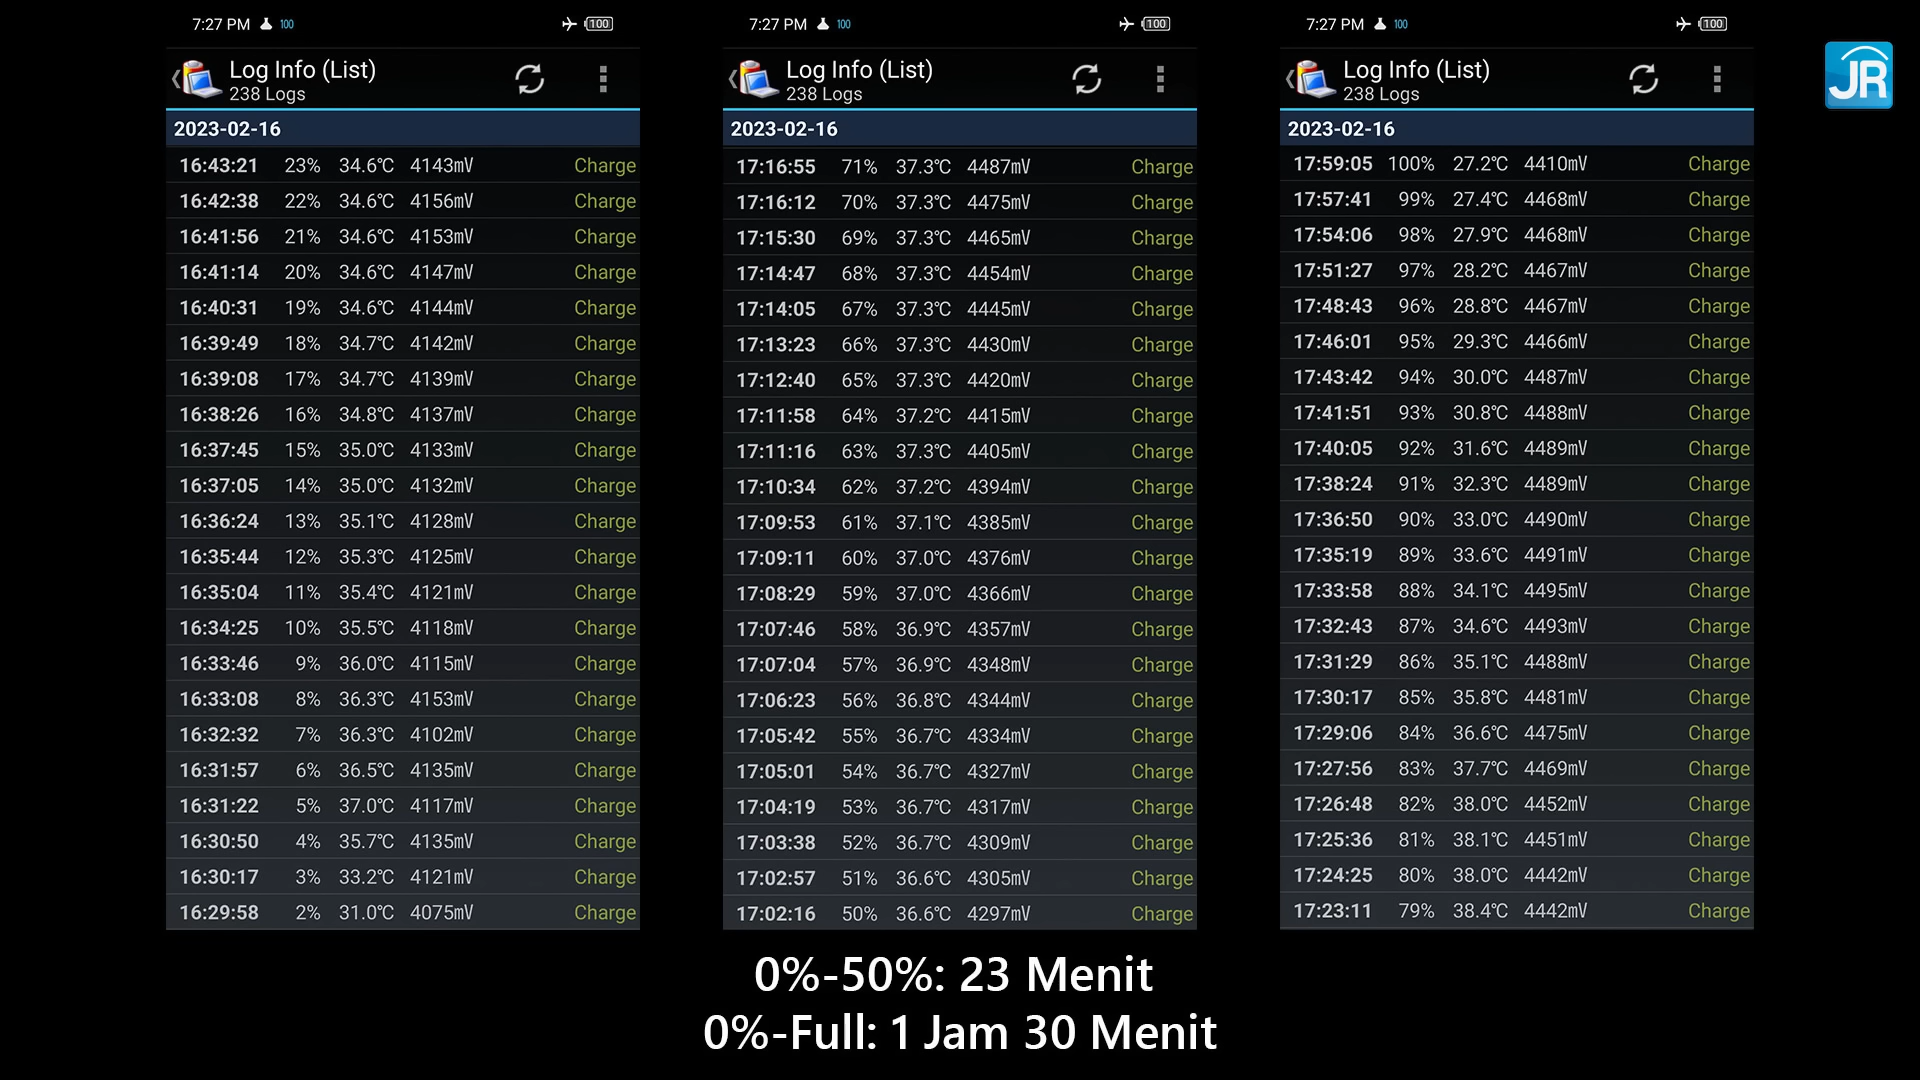 7:27 PM 100 100
Log Info (List)
238 Logs
2023-02-16
16:43:21 23% 34.6℃ 4143mV Charge
16:42:38 22% 34.6℃ 4156mV Charge
16:41:56 21% 34.6℃ 4153mV Charge
16:41:14 20% 34.6℃ 4147mV Charge
16:40:31 19% 34.6℃ 4144mV Charge
16:39:49 18% 34.7℃ 4142mV Charge
16:39:08 17% 34.7℃ 4139mV Charge
16:38:26 16% 34.8℃ 4137mV Charge
16:37:45 15% 35.0℃ 4133mV Charge
16:37:05 14% 35.0℃ 4132mV Charge
16:36:24 13% 35.1℃ 4128mV Charge
16:35:44 12% 35.3℃ 4125mV Charge
16:35:04 11% 35.4℃ 4121mV Charge
16:34:25 10% 35.5℃ 4118mV Charge
16:33:46 9% 36.0℃ 4115mV Charge
16:33:08 8% 36.3℃ 4153mV Charge
16:32:32 7% 36.3℃ 4102mV Charge
16:31:57 6% 36.5℃ 4135mV Charge
16:31:22 5% 37.0℃ 4117mV Charge
16:30:50 4% 35.7℃ 4135mV Charge
16:30:17 3% 33.2℃ 4121mV Charge
16:29:58 2% 31.0℃ 4075mV Charge
7:27 PM 100 100
Log Info (List)
238 Logs
2023-02-16
17:16:55 71% 37.3℃ 4487mV Charge
17:16:12 70% 37.3℃ 4475mV Charge
17:15:30 69% 37.3℃ 4465mV Charge
17:14:47 68% 37.3℃ 4454mV Charge
17:14:05 67% 37.3℃ 4445mV Charge
17:13:23 66% 37.3℃ 4430mV Charge
17:12:40 65% 37.3℃ 4420mV Charge
17:11:58 64% 37.2℃ 4415mV Charge
17:11:16 63% 37.3℃ 4405mV Charge
17:10:34 62% 37.2℃ 4394mV Charge
17:09:53 61% 37.1℃ 4385mV Charge
17:09:11 60% 37.0℃ 4376mV Charge
17:08:29 59% 37.0℃ 4366mV Charge
17:07:46 58% 36.9℃ 4357mV Charge
17:07:04 57% 36.9℃ 4348mV Charge
17:06:23 56% 36.8℃ 4344mV Charge
17:05:42 55% 36.7℃ 4334mV Charge
17:05:01 54% 36.7℃ 4327mV Charge
17:04:19 53% 36.7℃ 4317mV Charge
17:03:38 52% 36.7℃ 4309mV Charge
17:02:57 51% 36.6℃ 4305mV Charge
17:02:16 50% 36.6℃ 4297mV Charge
7:27 PM 100 100
Log Info (List)
238 Logs
2023-02-16
17:59:05 100% 27.2℃ 4410mV Charge
17:57:41 99% 27.4℃ 4468mV Charge
17:54:06 98% 27.9℃ 4468mV Charge
17:51:27 97% 28.2℃ 4467mV Charge
17:48:43 96% 28.8℃ 4467mV Charge
17:46:01 95% 29.3℃ 4466mV Charge
17:43:42 94% 30.0℃ 4487mV Charge
17:41:51 93% 30.8℃ 4488mV Charge
17:40:05 92% 31.6℃ 4489mV Charge
17:38:24 91% 32.3℃ 4489mV Charge
17:36:50 90% 33.0℃ 4490mV Charge
17:35:19 89% 33.6℃ 4491mV Charge
17:33:58 88% 34.1℃ 4495mV Charge
17:32:43 87% 34.6℃ 4493mV Charge
17:31:29 86% 35.1℃ 4488mV Charge
17:30:17 85% 35.8℃ 4481mV Charge
17:29:06 84% 36.6℃ 4475mV Charge
17:27:56 83% 37.7℃ 4469mV Charge
17:26:48 82% 38.0℃ 4452mV Charge
17:25:36 81% 38.1℃ 4451mV Charge
17:24:25 80% 38.0℃ 4442mV Charge
17:23:11 79% 38.4℃ 4442mV Charge
JR
0%-50%: 23 Menit
0%-Full: 1 Jam 30 Menit